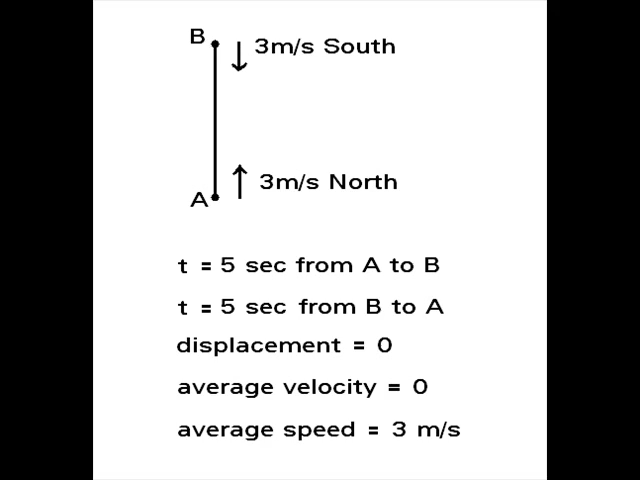 B
3m/s South
3m/s North
A
t = 5 sec from A to B
t = 5 sec from B to A
displacement = 0
average velocity = 0
average speed = 3 m/s